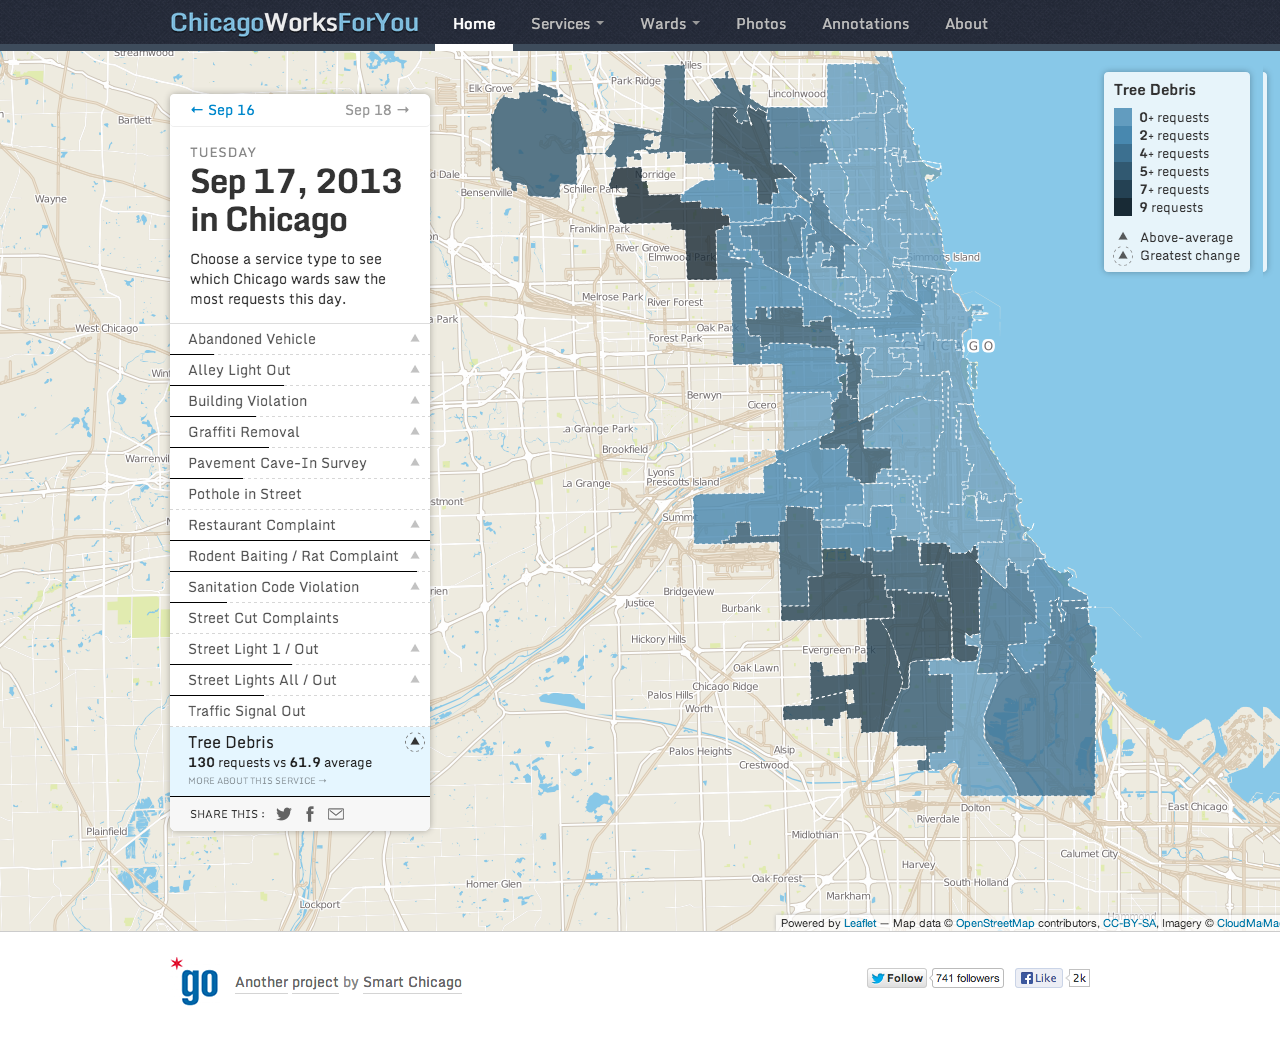 ChicagoWorksForYou
Home Services Wards Photos Annotations About
← Sep 16 Sep 18 →
TUESDAY
Sep 17, 2013
in Chicago
Choose a service type to see
which Chicago wards saw the
most requests this day.
Abandoned Vehicle
Alley Light Out
Building Violation
Graffiti Removal
Pavement Cave-In Survey
Pothole in Street
Restaurant Complaint
Rodent Baiting / Rat Complaint
Sanitation Code Violation
Street Cut Complaints
Street Light 1 / Out
Street Lights All / Out
Traffic Signal Out
Tree Debris
130 requests vs 61.9 average
MORE ABOUT THIS SERVICE →
SHARE THIS :
Tree Debris
0+ requests
2+ requests
4+ requests
5+ requests
7+ requests
9 requests
Above-average
Greatest change
Streamwood
Bartlett
Wayne
West Chicago
Plainfield
Lockport
Homer Glen
Elk Grove
Park Ridge
Niles
Lincolnwood
Bensenville
Schiller Park
Norridge
Franklin Park
River Grove
Elmwood Park
Melrose Park
River Forest
Oak Park
Forest Park
Simmons Island
Berwyn
Cicero
La Grange Park
Brookfield
Lyons
La Grange
Prescotts Island
Bridgeview
Justice
Burbank
Hickory Hills
Evergreen Park
Oak Lawn
Chicago Ridge
Palos Hills
Worth
Palos Heights
Alsip
Crestwood
Dolton
Riverdale
East Chicago
Midlothian
Calumet City
Harvey
Oak Forest
South Holland
Markham
Hammond
Powered by Leaflet — Map data © OpenStreetMap contributors, CC-BY-SA, Imagery © CloudMa
go
Another project by Smart Chicago
Follow 741 followers Like 2k